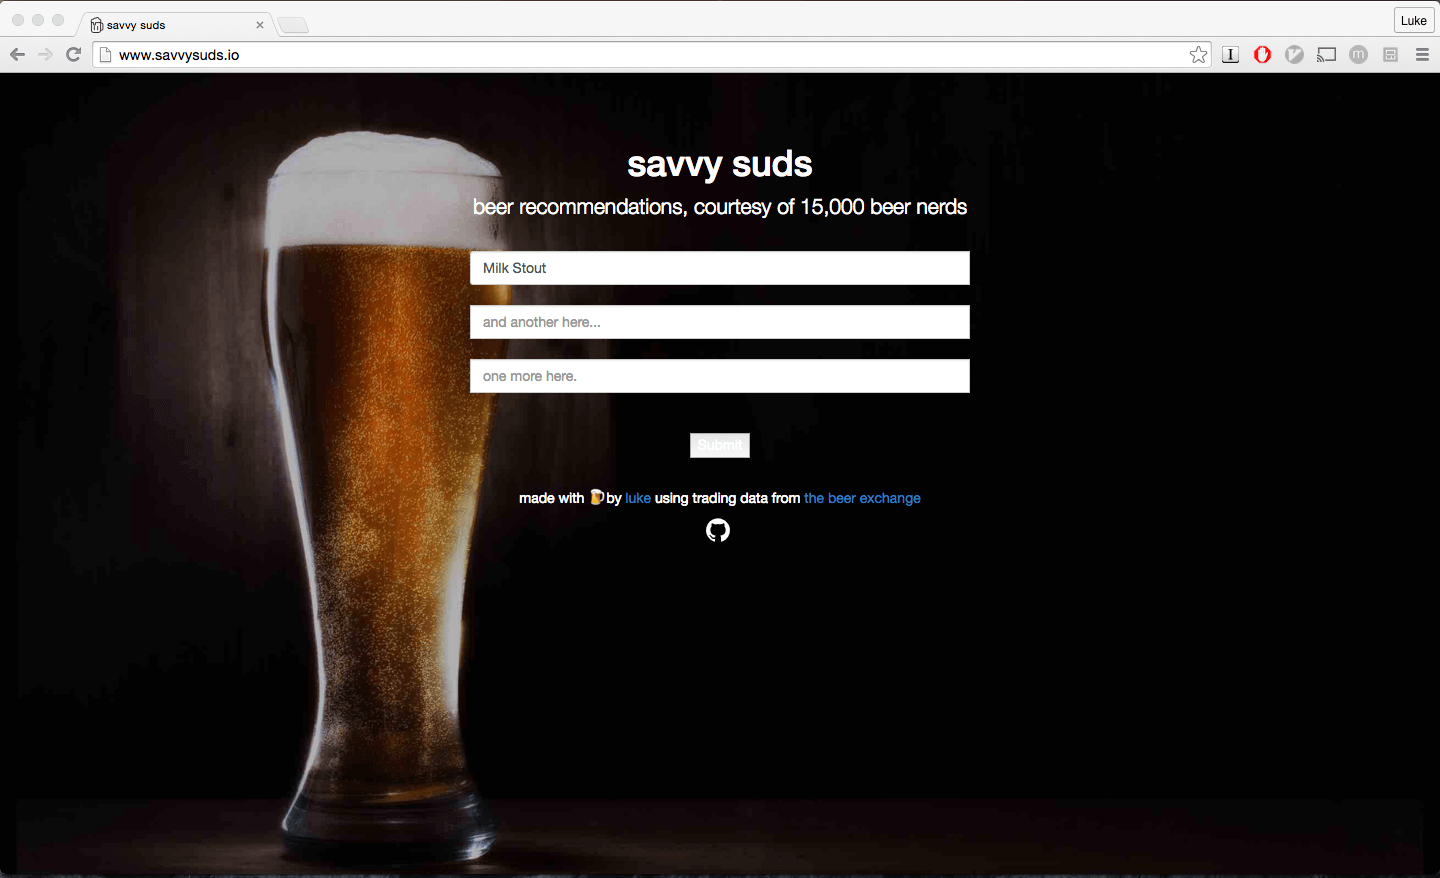 savvy suds
Luke
www.savvysuds.io
I
m
savvy suds
beer recommendations, courtesy of 15,000 beer nerds
Milk Stout
and another here...
one more here.
Submit
made with 🍺by luke using trading data from the beer exchange